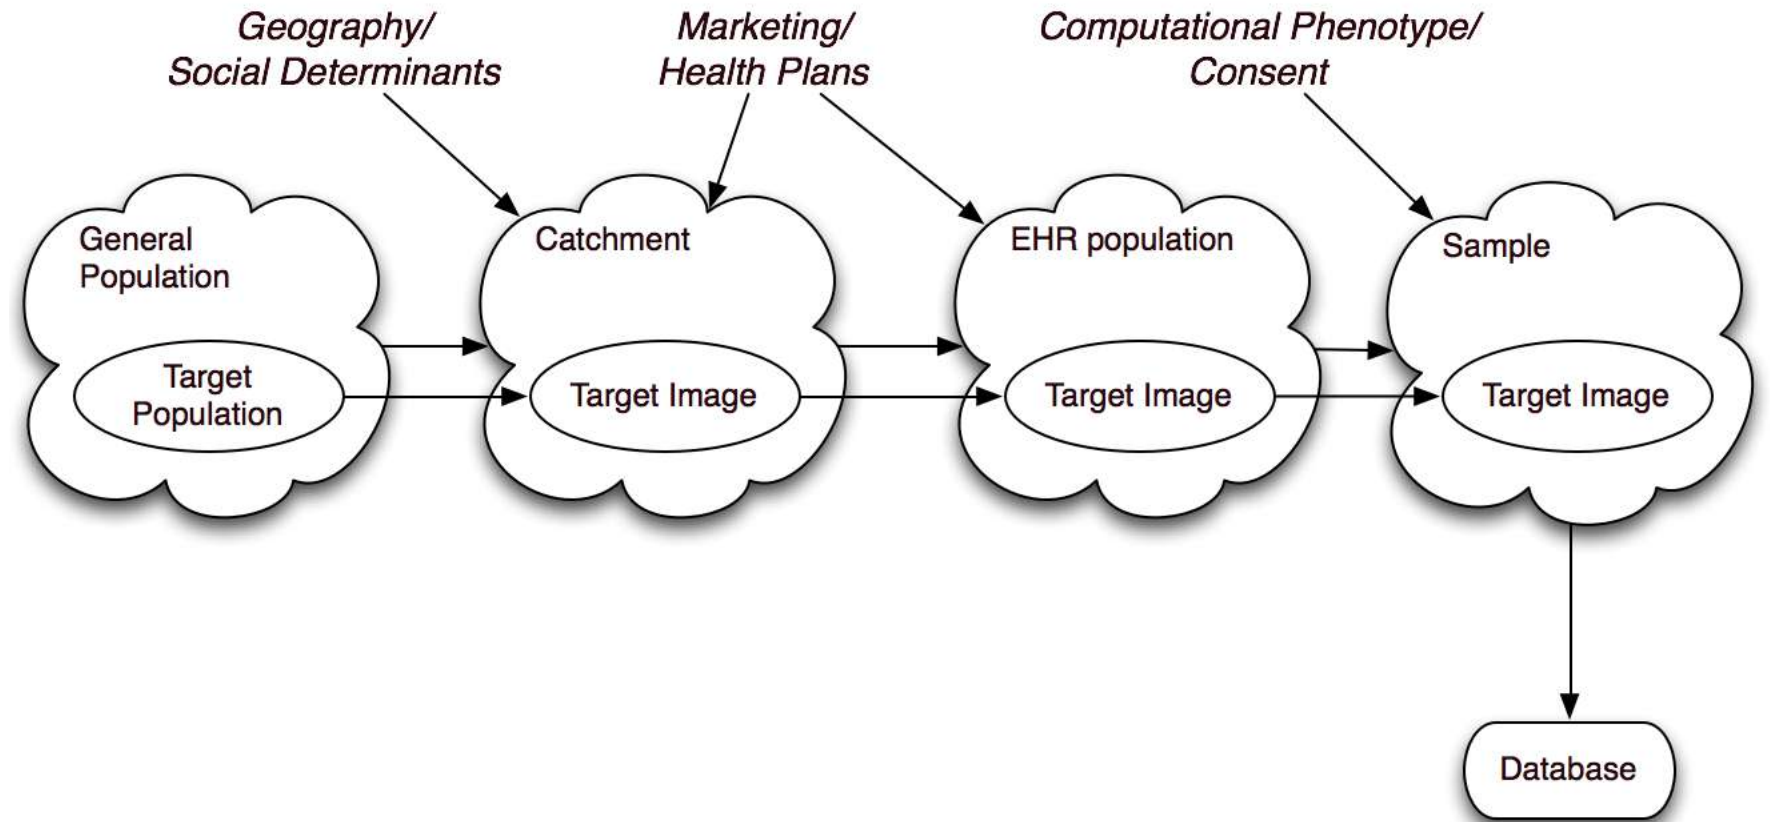 Geography/
Social Determinants
Marketing/
Health Plans
Computational Phenotype/
Consent
General
Population
Catchment
EHR population
Sample
Target
Population
Target Image
Target Image
Target Image
Database